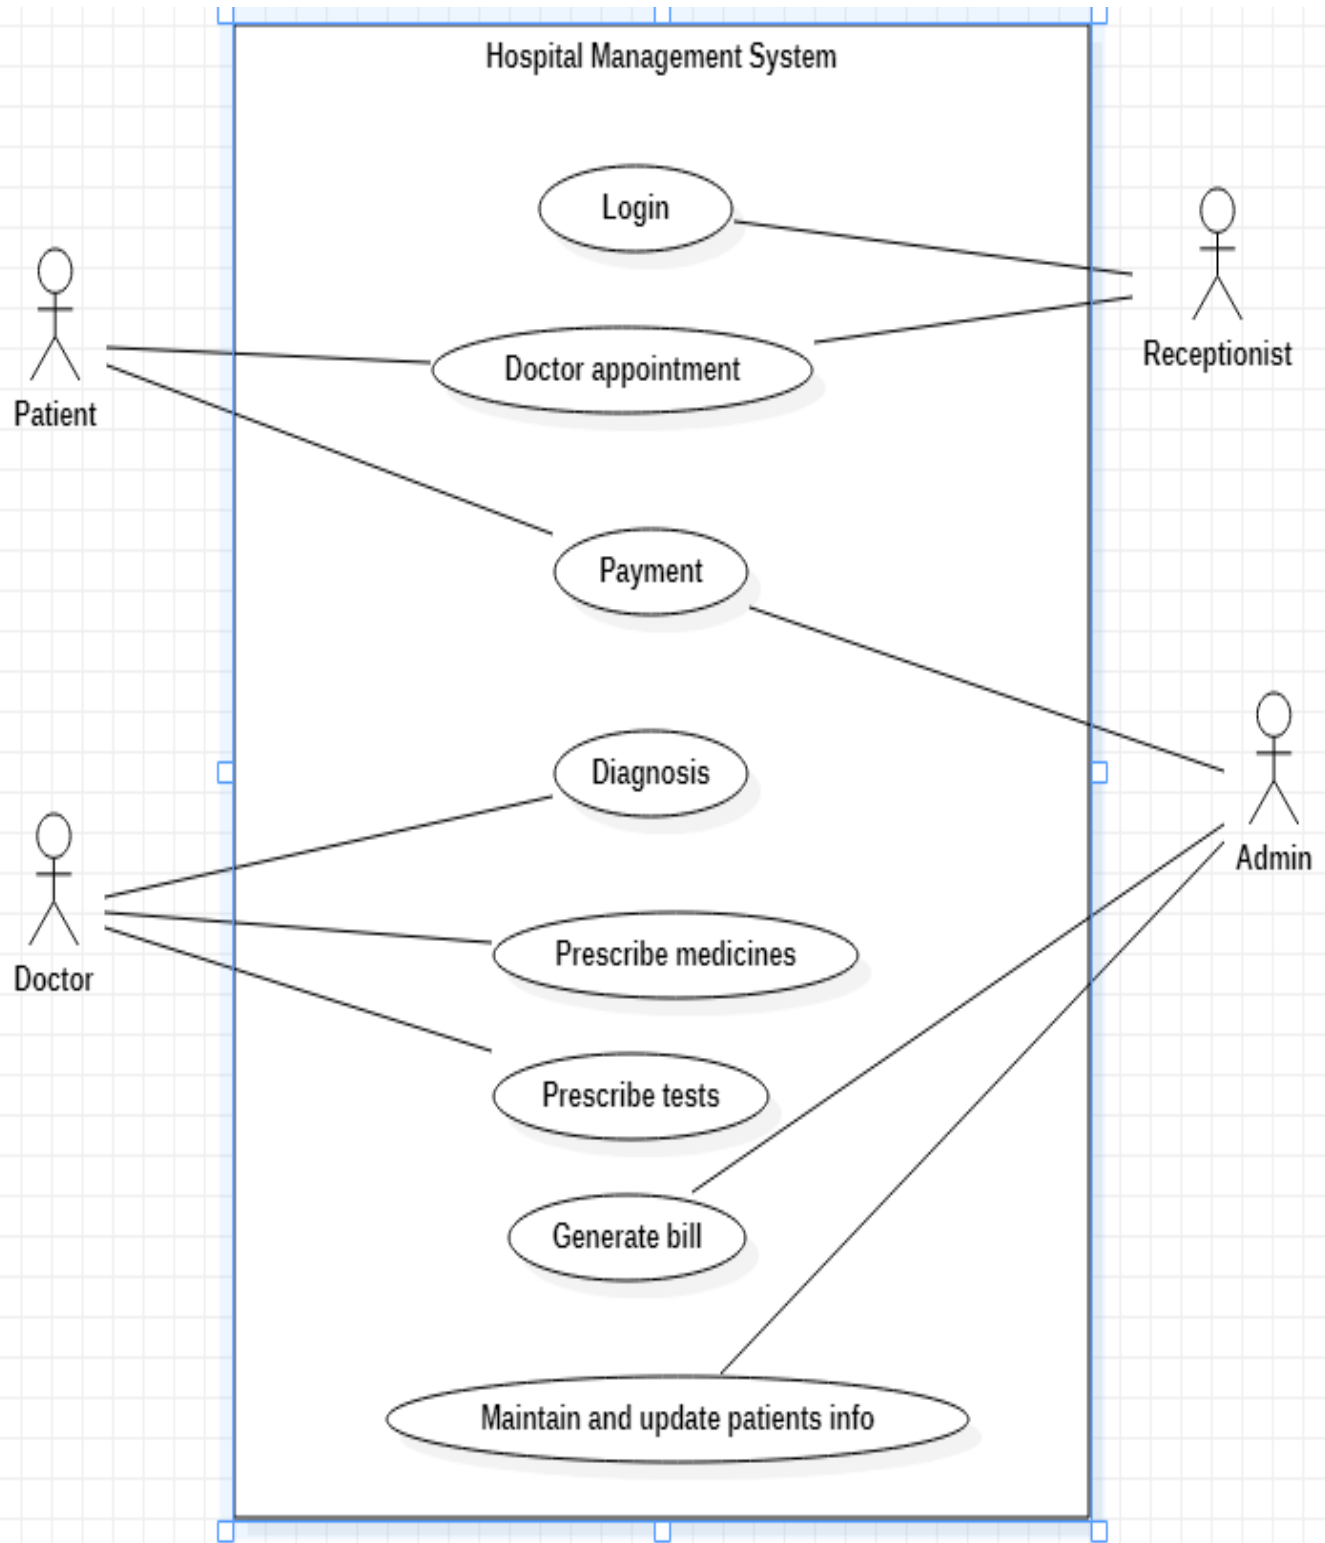 Hospital Management System
Login
Receptionist
Patient
Doctor appointment
Payment
Diagnosis
Admin
Doctor
Prescribe medicines
Prescribe tests
Generate bill
Maintain and update patients info